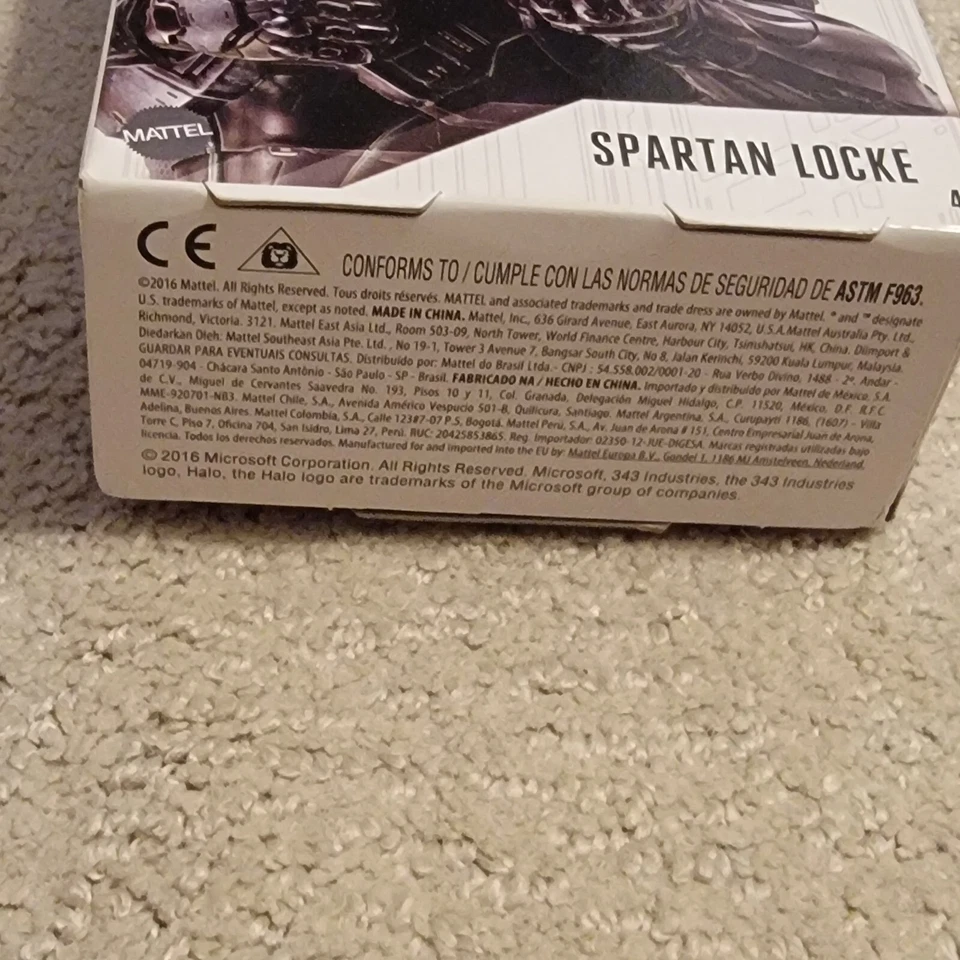 MATTEL
SPARTAN LOCKE
CE
CONFORMS TO / CUMPLE CON LAS NORMAS DE SEGURIDAD DE ASTM F963.
©2016 Mattel. All Rights Reserved. Tous droits réservés. MATTEL and associated trademarks and trade dress are owned by Mattel. ® and ™ designate
U.S. trademarks of Mattel, except as noted. MADE IN CHINA. Mattel, Inc., 636 Girard Avenue, East Aurora, NY 14052, U.S.A.Mattel Australia Pty. Ltd.,
Richmond, Victoria. 3121. Mattel East Asia Ltd., Room 503-09, North Tower, World Finance Centre, Harbour City, Tsimshatsui, HK, China. Diimport &
Diedarkan Oleh: Mattel Southeast Asia Pte. Ltd., No 19-1, Tower 3 Avenue 7, Bangsar South City, No 8, Jalan Kerinchi, 59200 Kuala Lumpur, Malaysia.
GUARDAR PARA EVENTUAIS CONSULTAS. Distribuído por: Mattel do Brasil Ltda.- CNPJ : 54.558.002/0001-20 - Rua Verbo Divino, 1488 - 2º. Andar -
04719-904 - Chácara Santo Antônio - São Paulo - SP - Brasil. FABRICADO NA / HECHO EN CHINA. Importado y distribuido por Mattel de México, S.A.
de C.V., Miguel de Cervantes Saavedra No. 193, Pisos 10 y 11, Col. Granada, Delegación Miguel Hidalgo, C.P. 11520, México, D.F. R.F.C.
MME-920701-NB3. Mattel Chile, S.A., Avenida Américo Vespucio 501-B, Quilicura, Santiago. Mattel Argentina, S.A., Curupaytí 1186, (1607) - Villa
Adelina, Buenos Aires. Mattel Colombia, S.A., Calle 123#7-07 P.5, Bogotá. Mattel Perú, S.A., Av. Juan de Arona # 151, Centro Empresarial Juan de Arona,
Torre C, Piso 7, Oficina 704, San Isidro, Lima 27, Perú. RUC: 20425853865. Reg. Importador: 02350-12-JUE-DIGESA. Marcas registradas utilizadas bajo
licencia. Todos los derechos reservados. Manufactured for and imported into the EU by: Mattel Europa B.V., Gondel 1, 1186 MJ Amstelveen, Nederland.
© 2016 Microsoft Corporation. All Rights Reserved. Microsoft, 343 Industries, the 343 Industries
logo, Halo, the Halo logo are trademarks of the Microsoft group of companies.